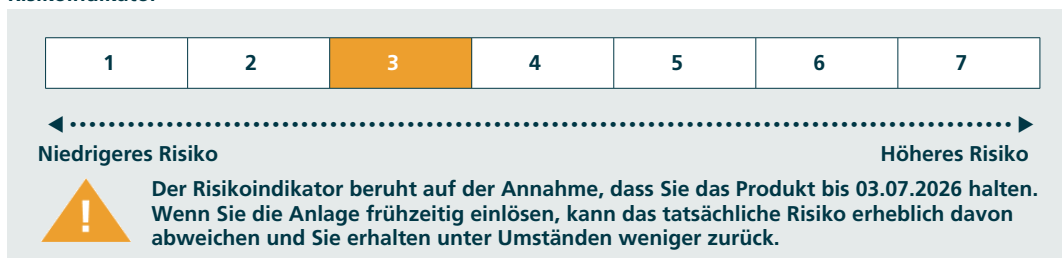 1 2 3 4 5 6 7
Niedrigeres Risiko Höheres Risiko
Der Risikoindikator beruht auf der Annahme, dass Sie das Produkt bis 03.07.2026 halten.
Wenn Sie die Anlage frühzeitig einlösen, kann das tatsächliche Risiko erheblich davon
abweichen und Sie erhalten unter Umständen weniger zurück.